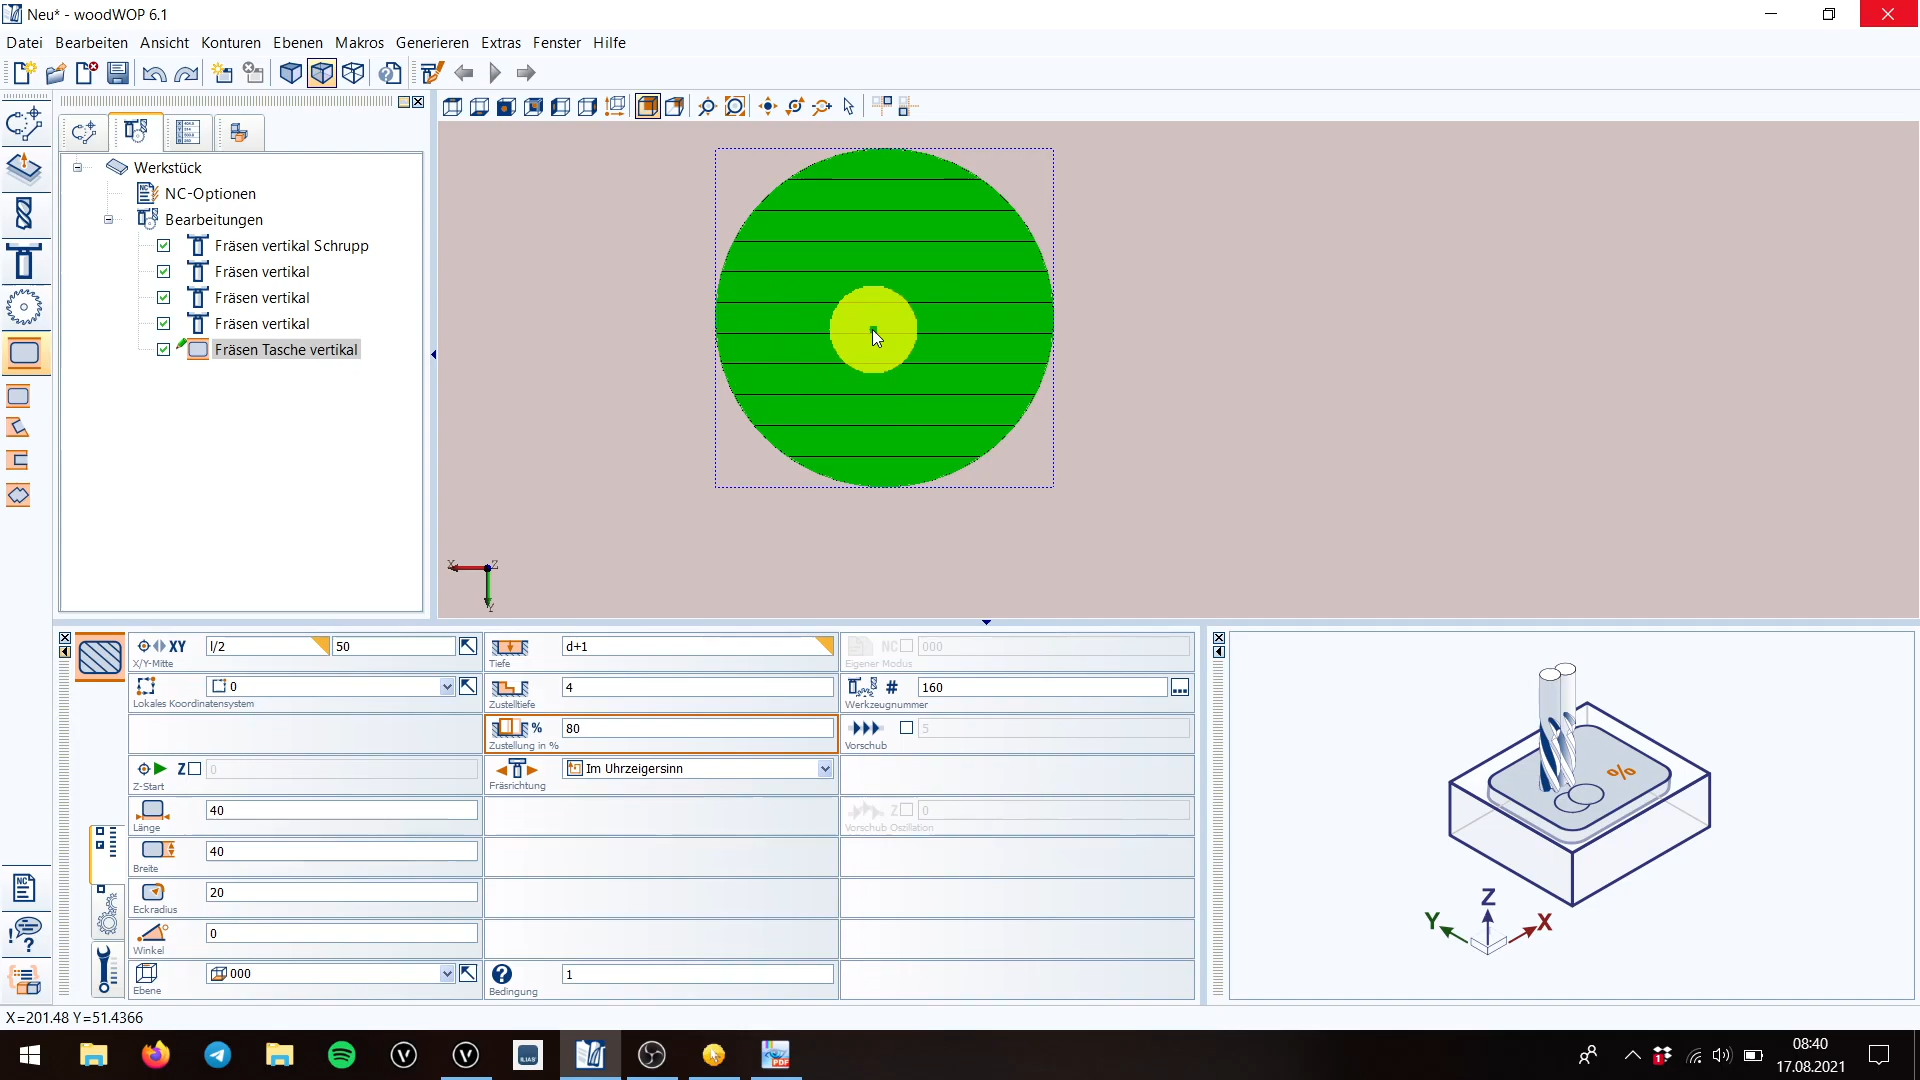 Neu* - woodWOP 6.1
Datei Bearbeiten Ansicht Konturen Ebenen Makros Generieren Extras Fenster Hilfe
Werkstück
NC-Optionen
Bearbeitungen
Fräsen vertikal Schrupp
Fräsen vertikal
Fräsen vertikal
Fräsen vertikal
Fräsen Tasche vertikal
X Z
Y
XY l/2 50
X/Y-Mitte
0
Lokales Koordinatensystem
Z 0
Z-Start
40
Länge
40
Breite
20
Eckradius
0
Winkel
000
Ebene
d+1
Tiefe
4
Zustelltiefe
% 80
Zustellung in %
Im Uhrzeigersinn
Fräsrichtung
? 1
Bedingung
NC 000
Eigener Modus
# 160
Werkzeugnummer
5
Vorschub
Z 0
Vorschub Oszillation
%
Z
Y X
X=201.48 Y=51.4366
08:40
17.08.2021